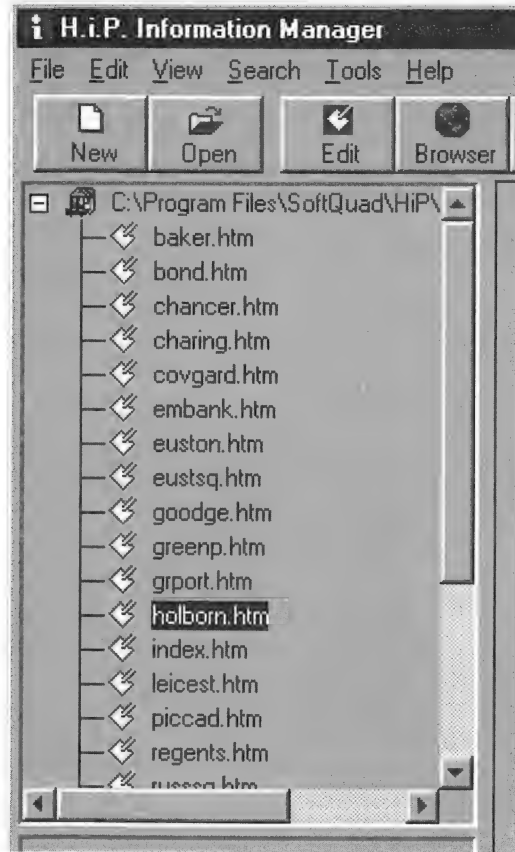 H.i.P. Information Manager
File Edit View Search Tools Help
New Open Edit Browser
C:\Program Files\SoftQuad\HiP\
baker.htm
bond.htm
chancer.htm
charing.htm
covgard.htm
embank.htm
euston.htm
eustsq.htm
goodge.htm
greenp.htm
grport.htm
holborn.htm
index.htm
leicest.htm
piccad.htm
regents.htm
russsq.htm